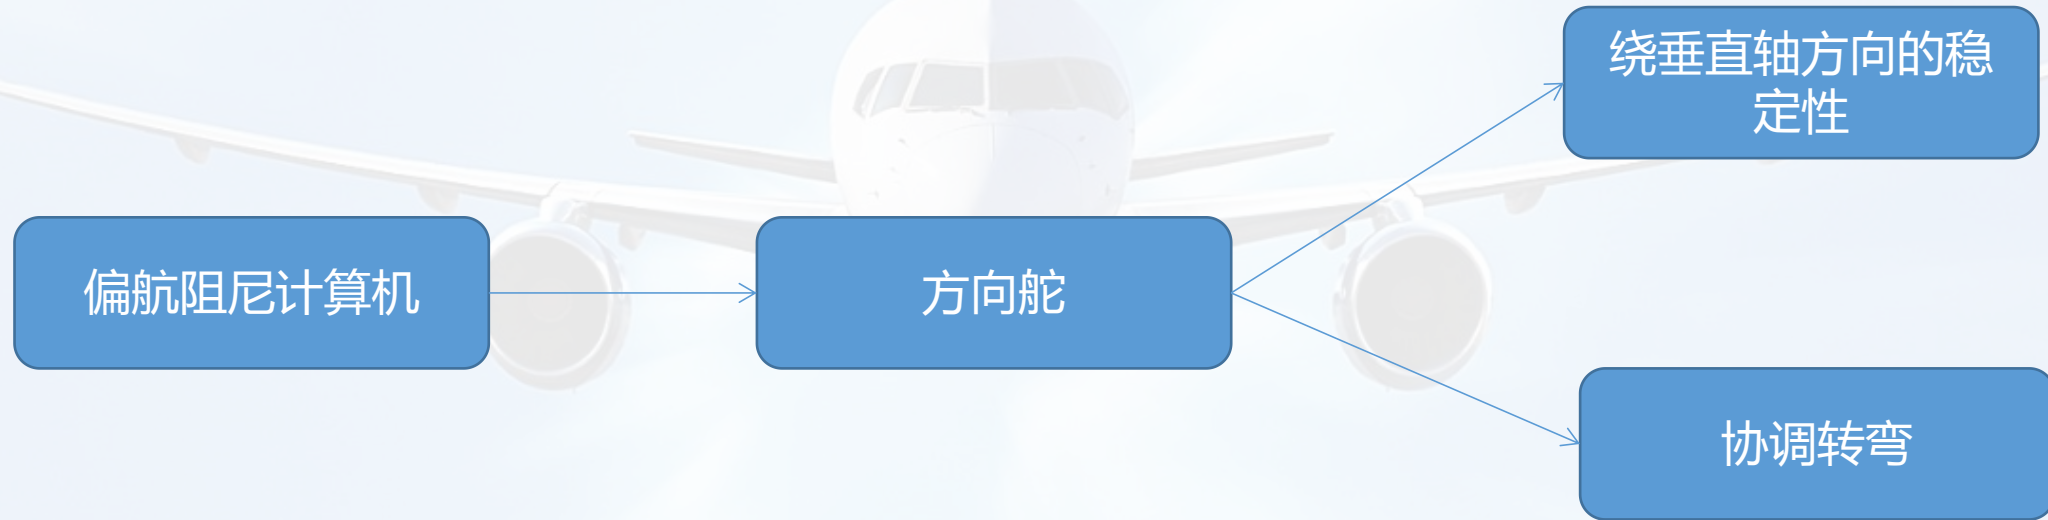 绕垂直轴方向的稳
定性
偏航阻尼计算机
方向舵
协调转弯